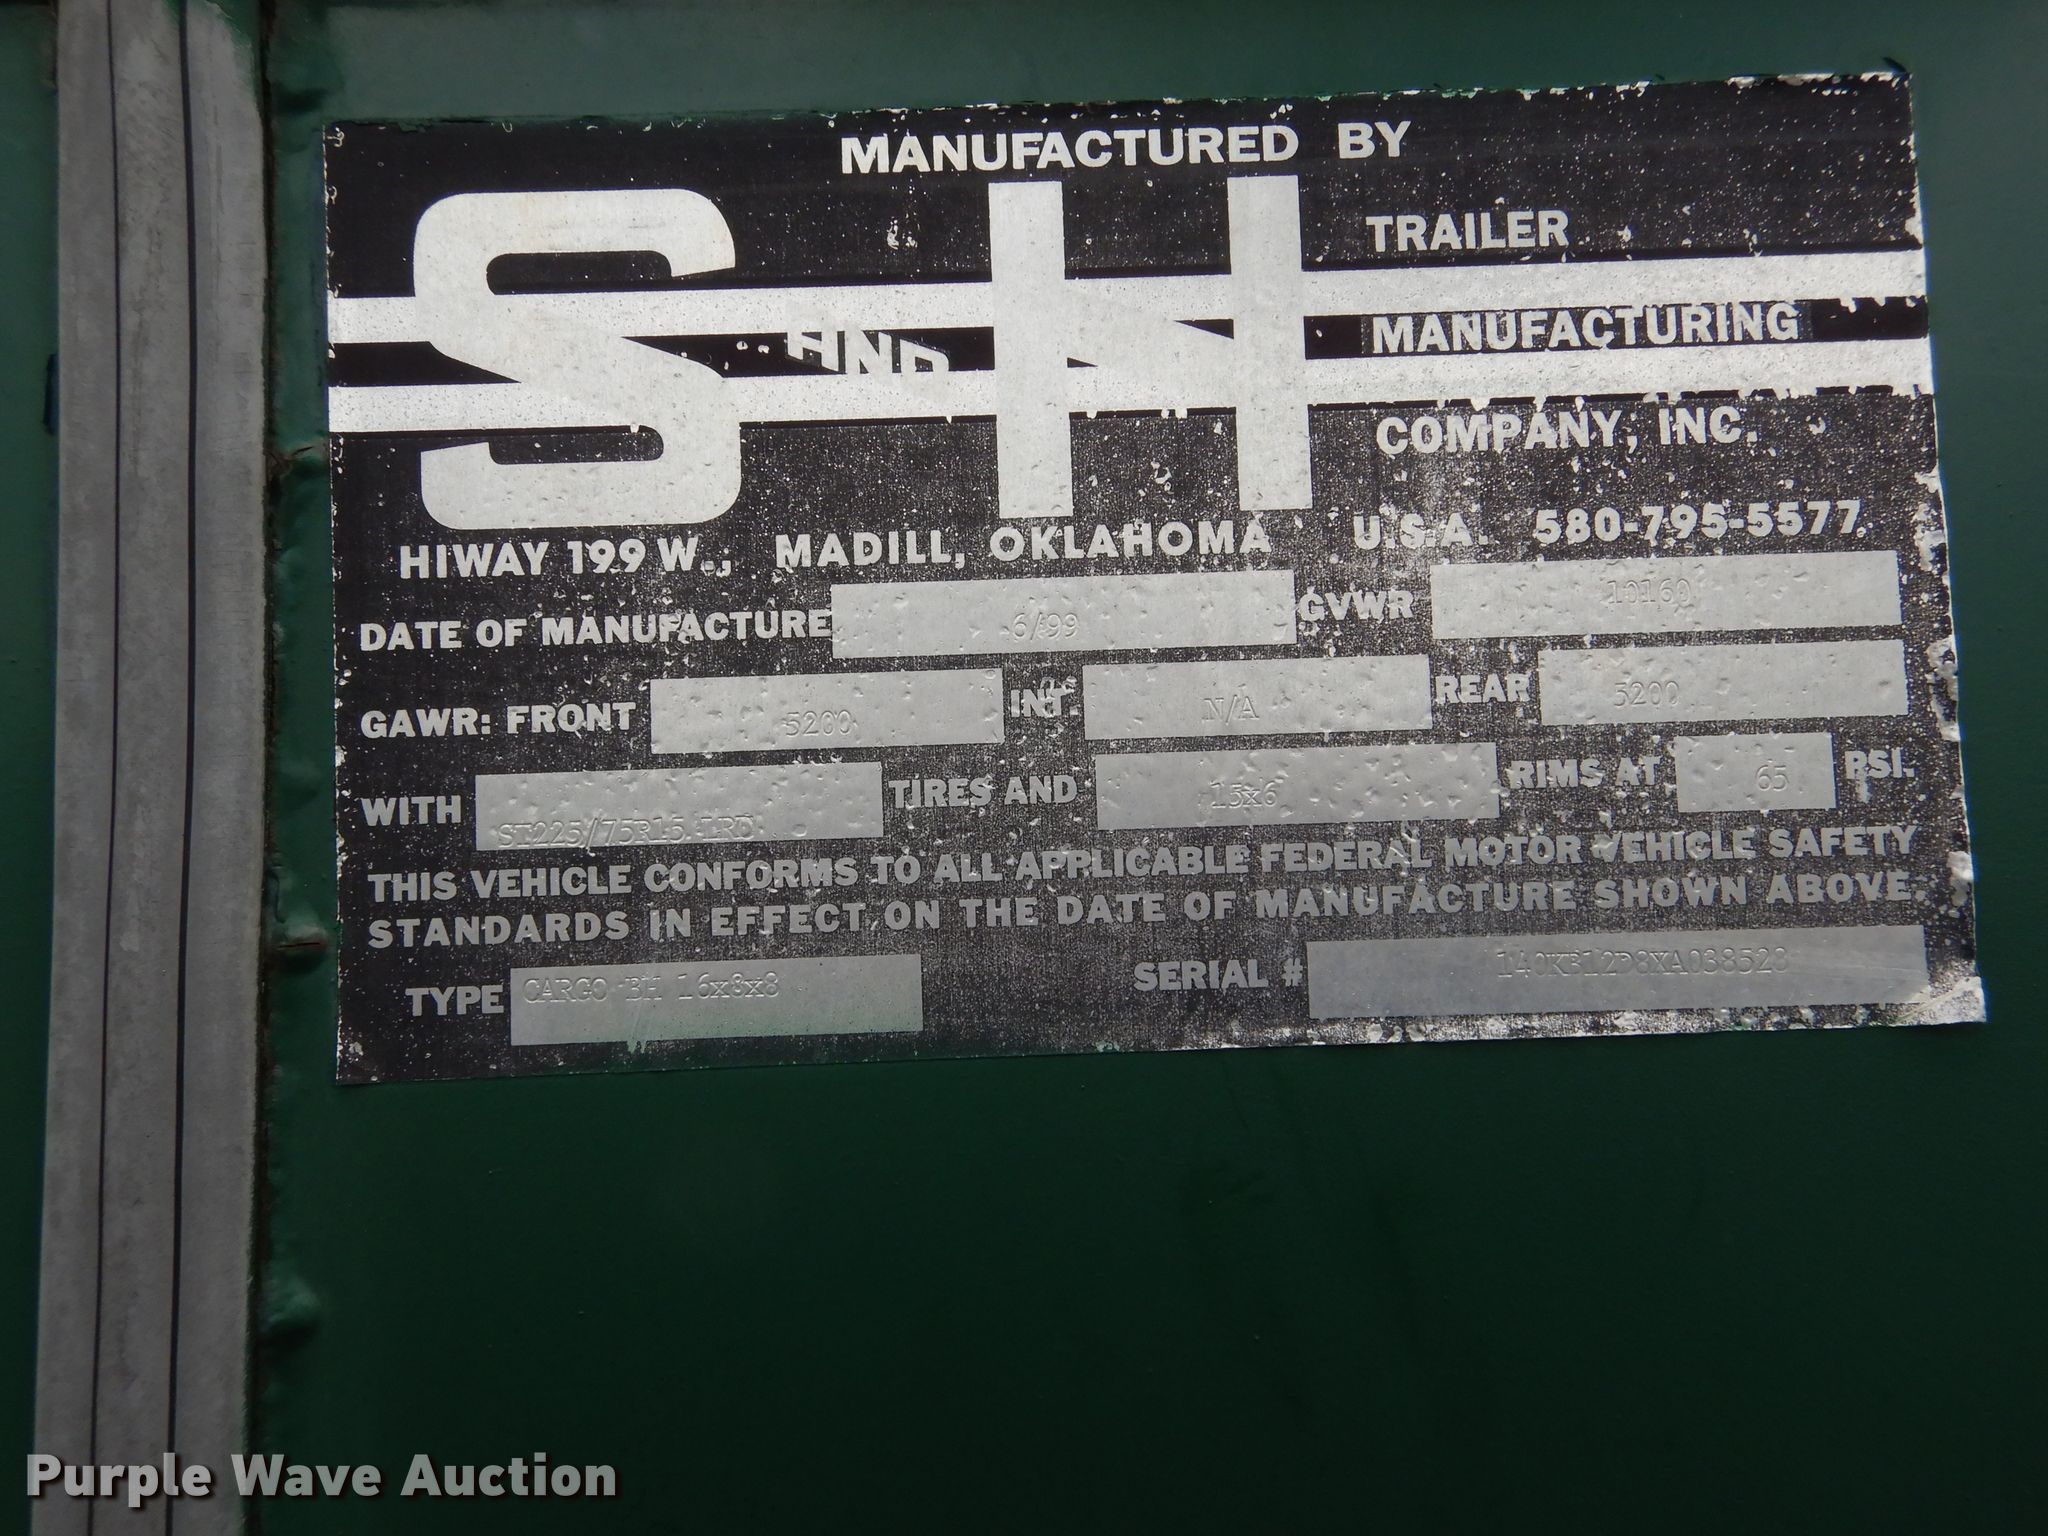 MANUFACTURED BY
S AND H
TRAILER
MANUFACTURING
COMPANY, INC.
HIWAY 199 W., MADILL, OKLAHOMA U.S.A. 580-795-5577
DATE OF MANUFACTURE 6/99 GVWR 10160
GAWR: FRONT 5200 INT. N/A REAR 5200
WITH ST225/75R15 LRD TIRES AND 15x6 RIMS AT 65 PSI.
THIS VEHICLE CONFORMS TO ALL APPLICABLE FEDERAL MOTOR VEHICLE SAFETY
STANDARDS IN EFFECT ON THE DATE OF MANUFACTURE SHOWN ABOVE.
TYPE CARGO BH 16x8x8 SERIAL #
Purple Wave Auction